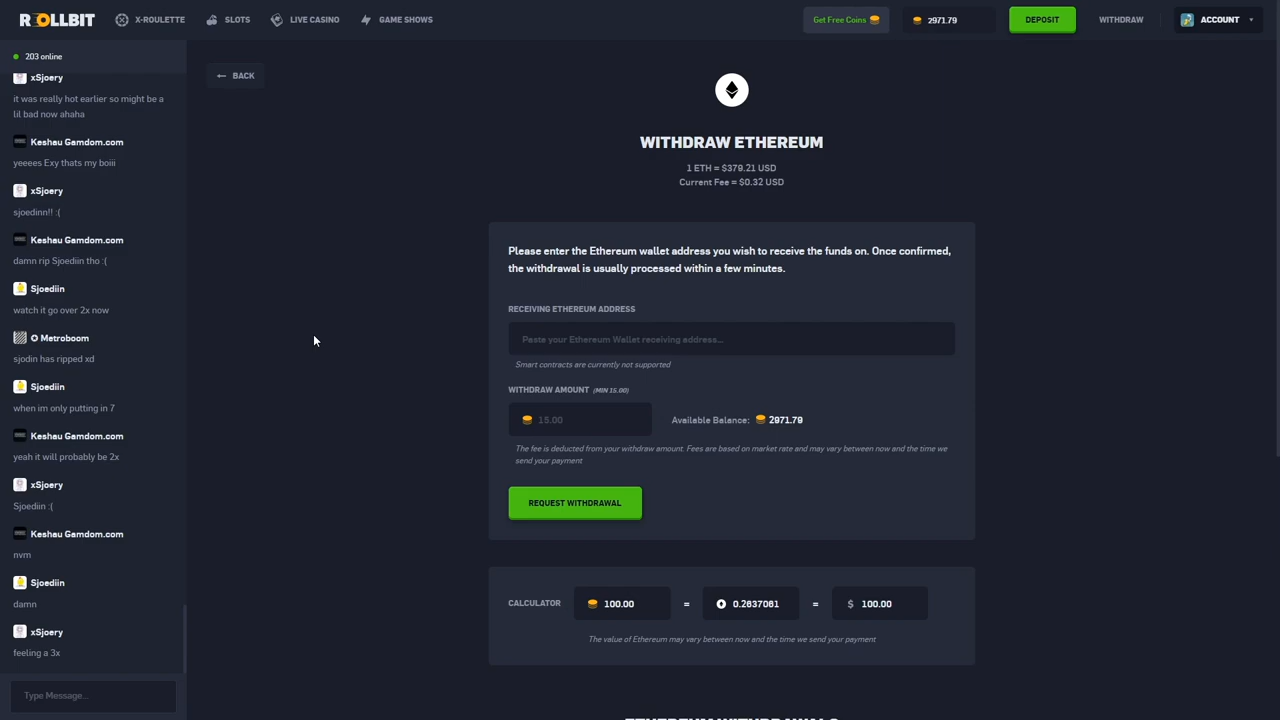 ROLLBIT
X-ROULETTE
SLOTS
LIVE CASINO
GAME SHOWS
Get Free Coins
2971.79
DEPOSIT
WITHDRAW
ACCOUNT
203 online
xSjoery
it was really hot earlier so might be a
lil bad now ahaha
Keshau Gamdom.com
yeeees Exy thats my boiii
xSjoery
sjoedinn!! :(
Keshau Gamdom.com
damn rip Sjoediin tho :(
Sjoediin
watch it go over 2x now
Metroboom
sjodin has ripped xd
Sjoediin
when im only putting in 7
Keshau Gamdom.com
yeah it will probably be 2x
xSjoery
Sjoediin :(
Keshau Gamdom.com
nvm
Sjoediin
damn
xSjoery
feeling a 3x
Type Message...
← BACK
WITHDRAW ETHEREUM
1 ETH = $379.21 USD
Current Fee = $0.32 USD
Please enter the Ethereum wallet address you wish to receive the funds on. Once confirmed,
the withdrawal is usually processed within a few minutes.
RECEIVING ETHEREUM ADDRESS
Paste your Ethereum Wallet receiving address...
Smart contracts are currently not supported
WITHDRAW AMOUNT (MIN 15.00)
15.00
Available Balance: 2971.79
The fee is deducted from your withdraw amount. Fees are based on market rate and may vary between now and the time we
send your payment
REQUEST WITHDRAWAL
CALCULATOR 100.00 = 0.2637061 = $ 100.00
The value of Ethereum may vary between now and the time we send your payment
ETHEREUM WITHDRAWALS